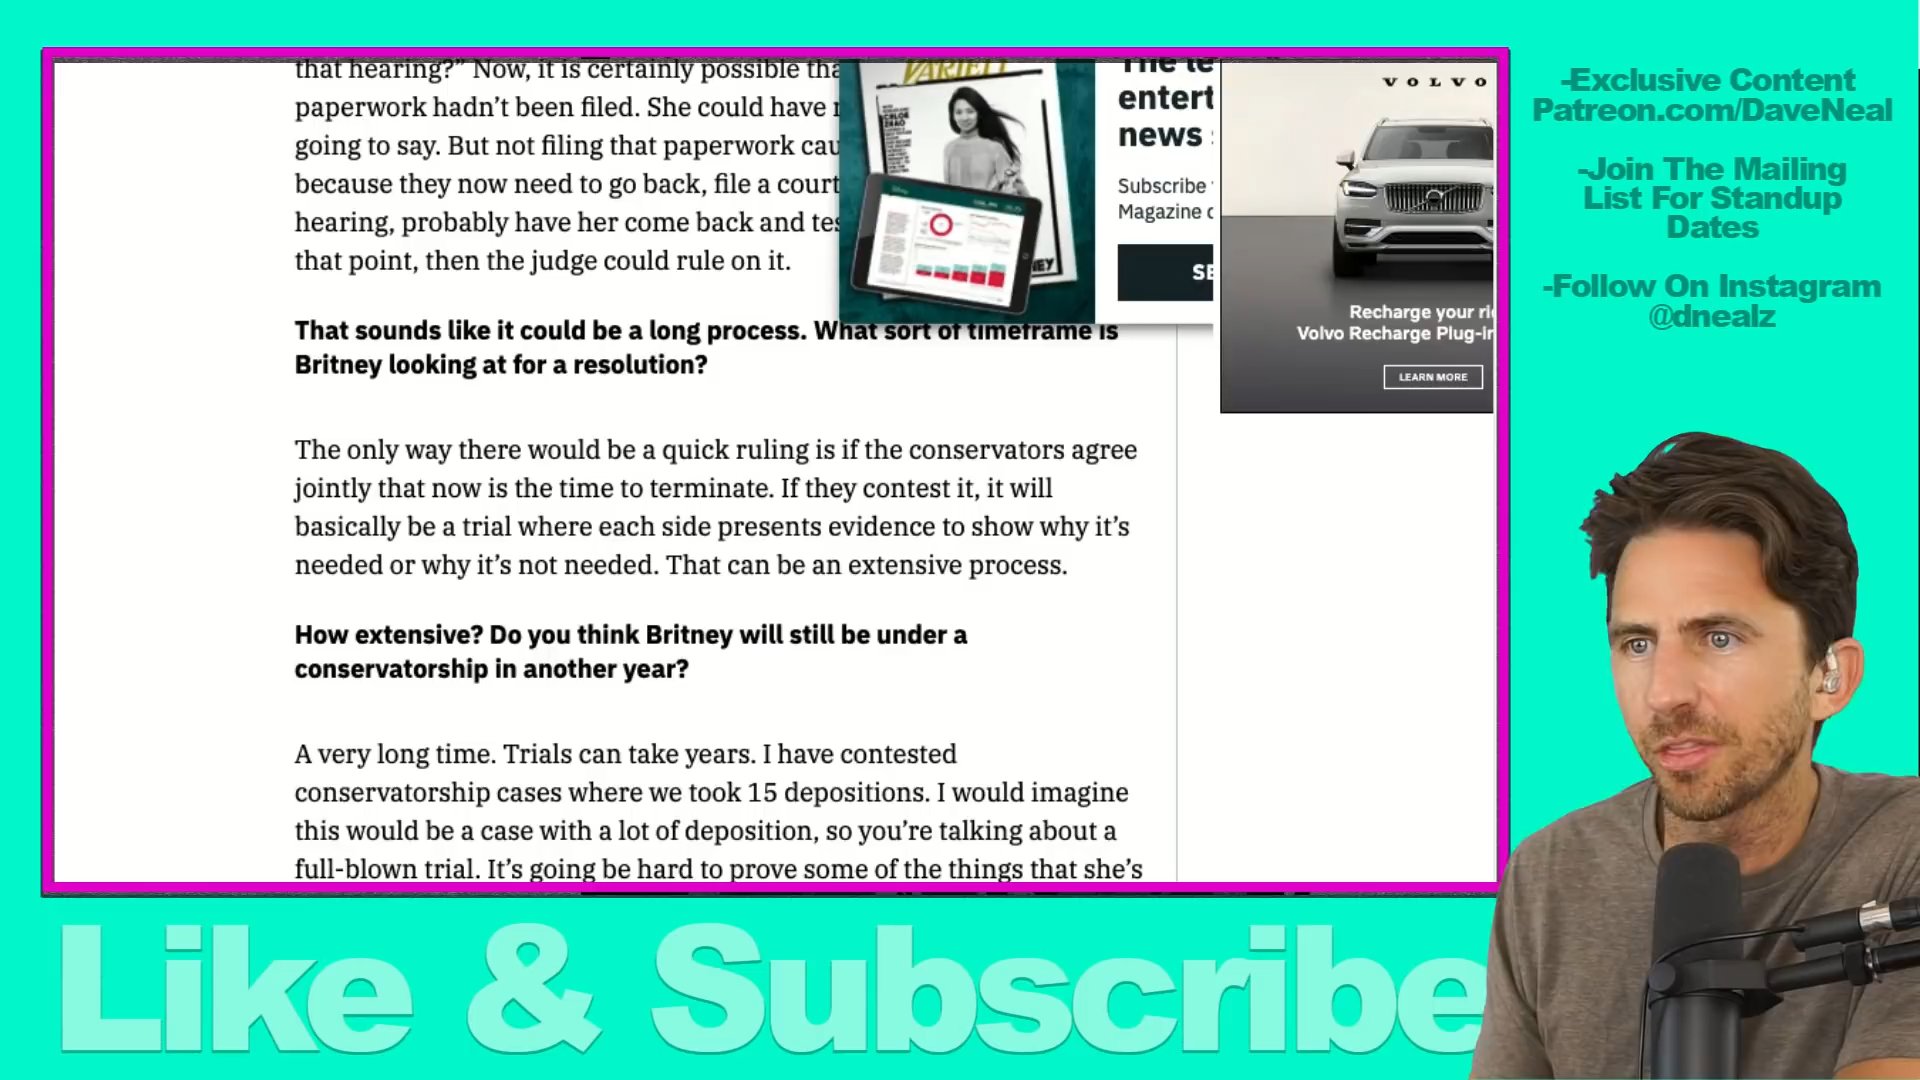 that hearing?” Now, it is certainly possible
paperwork hadn’t been filed. She could have
going to say. But not filing that paperwork
because they now need to go back, file a court
hearing, probably have her come back and
that point, then the judge could rule on it.
That sounds like it could be a long process. What sort of timeframe is
Britney looking at for a resolution?
The only way there would be a quick ruling is if the conservators agree
jointly that now is the time to terminate. If they contest it, it will
basically be a trial where each side presents evidence to show why it’s
needed or why it’s not needed. That can be an extensive process.
How extensive? Do you think Britney will still be under a
conservatorship in another year?
A very long time. Trials can take years. I have contested
conservatorship cases where we took 15 depositions. I would imagine
this would be a case with a lot of deposition, so you’re talking about a
full-blown trial. It’s going be hard to prove some of the things that she’s
VARIETY
CHLOÉ
ZHAO
The
news
Subscribe
Magazine
VOLVO
Recharge your
Volvo Recharge
LEARN MORE
-Exclusive Content
Patreon.com/DaveNeal
-Join The Mailing
List For Standup
Dates
-Follow On Instagram
@dnealz
Like & Subscribe